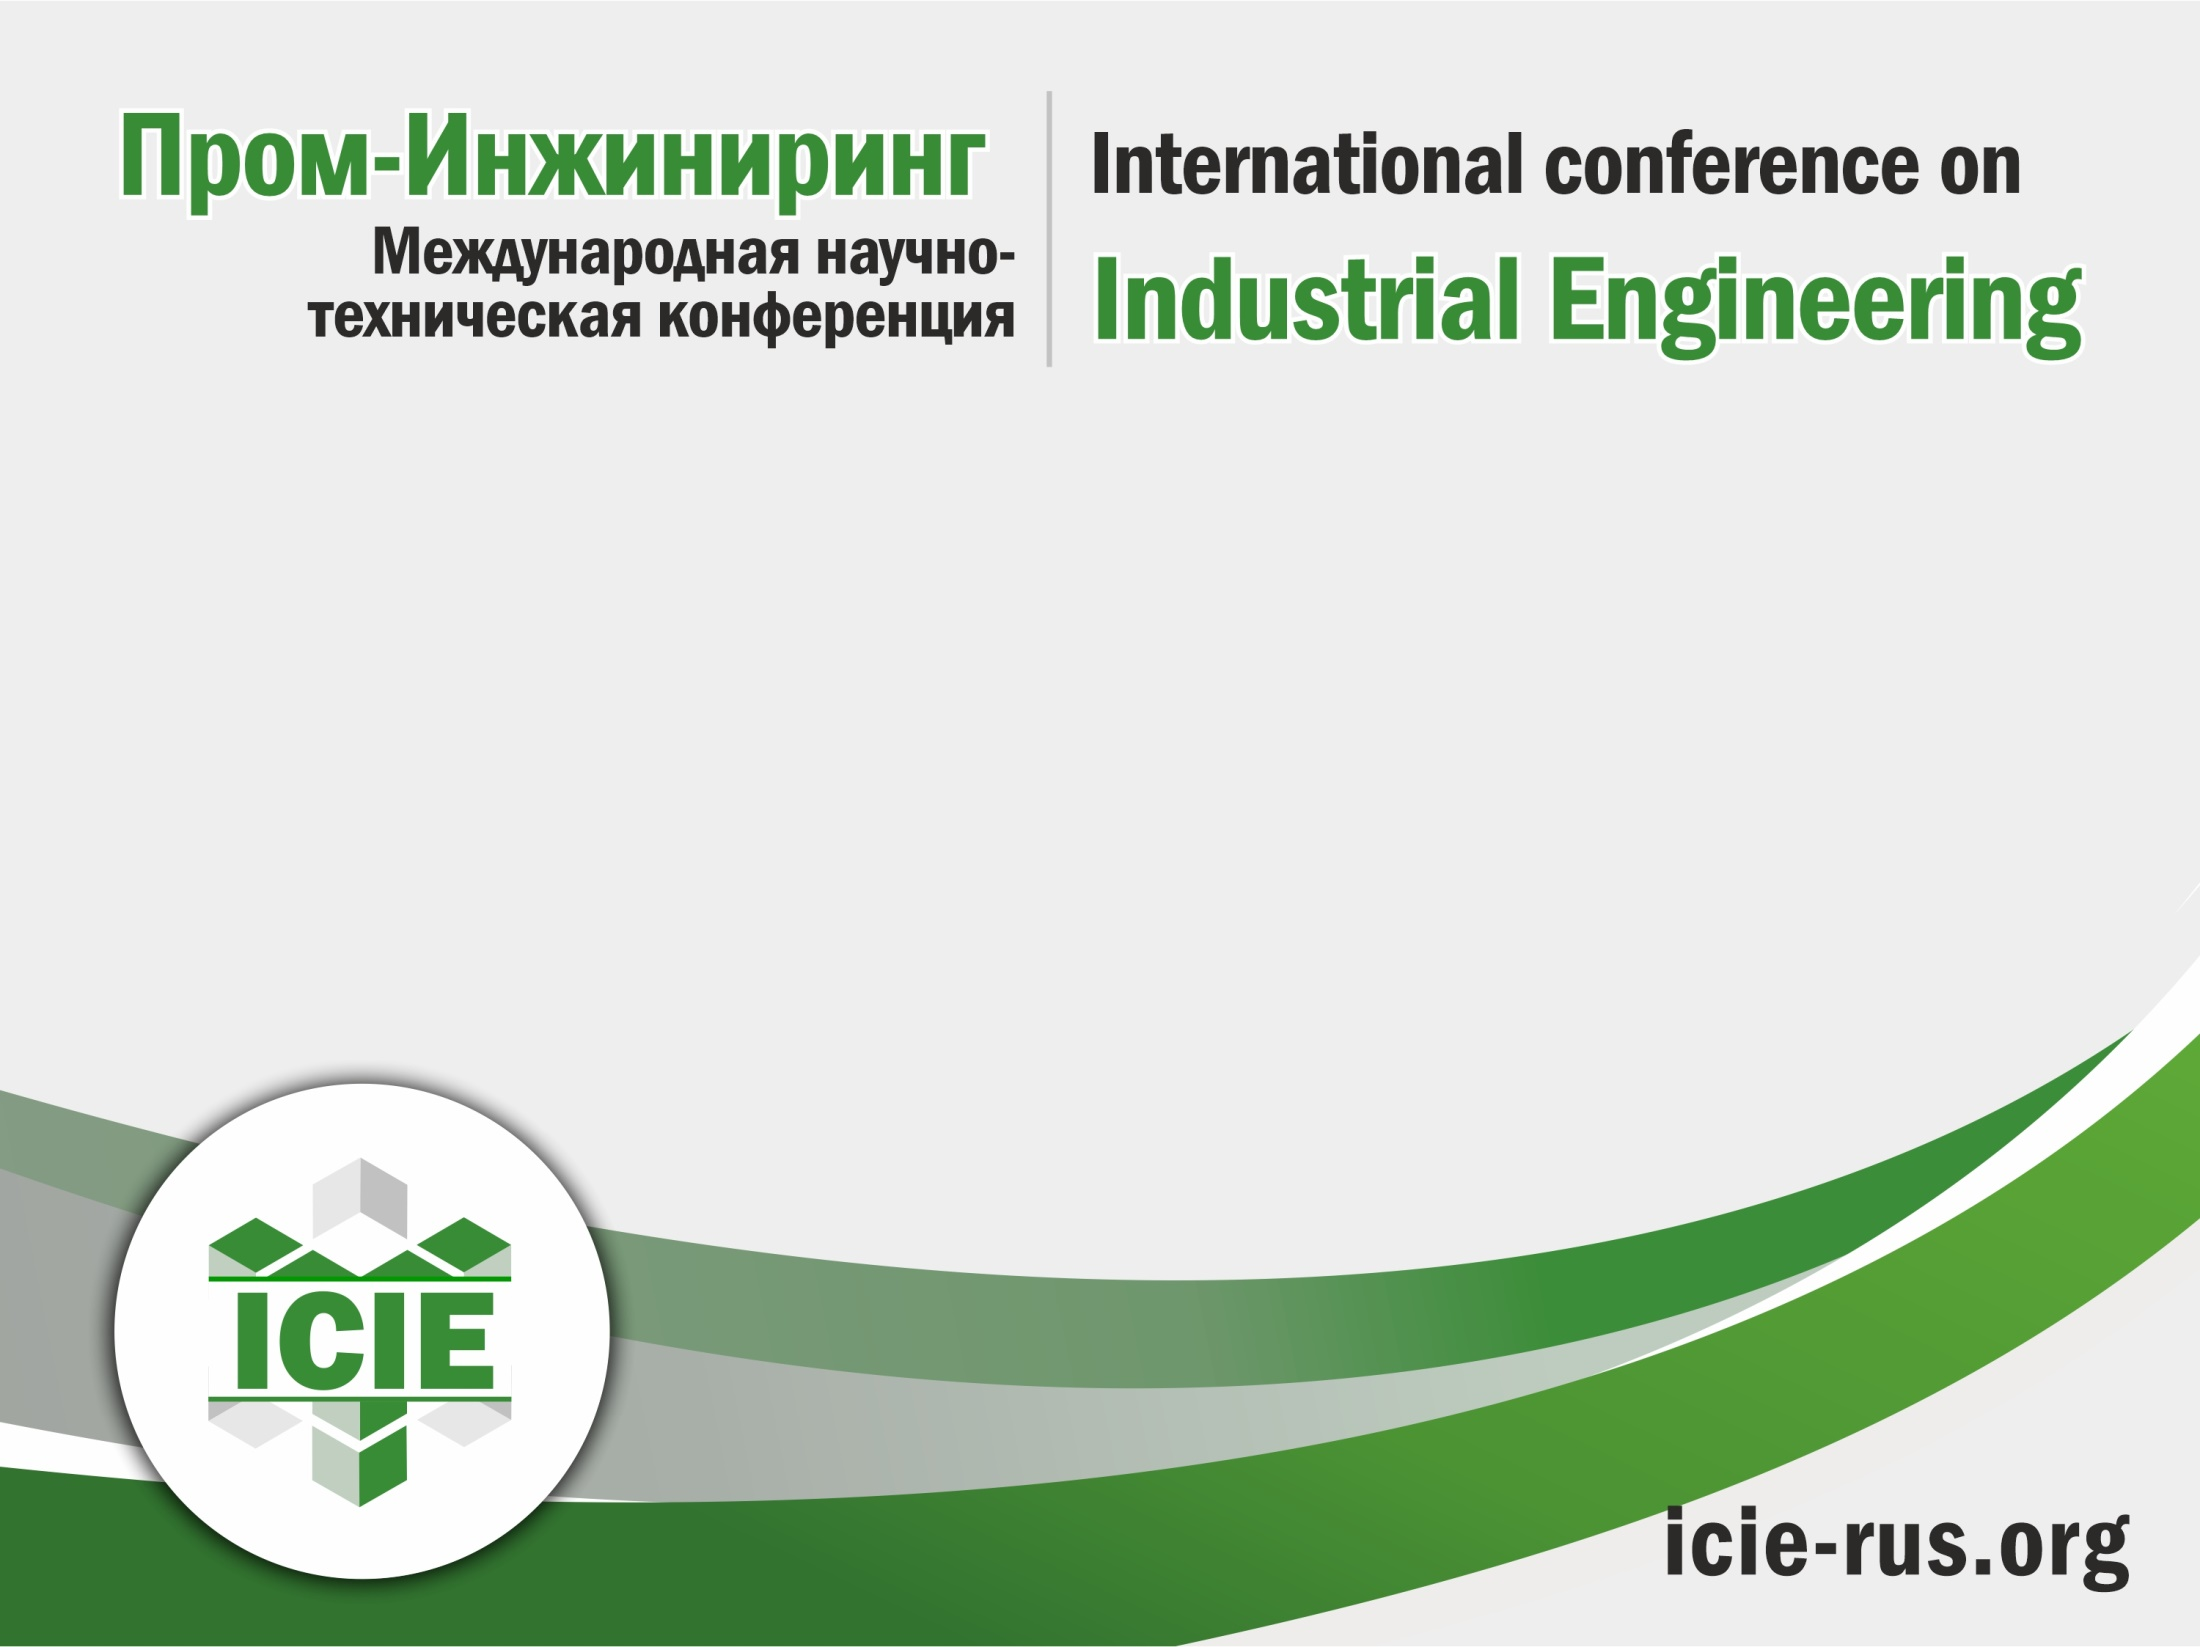 Пром-Инжиниринг
Международная научно-
техническая конференция
International conference on
Industrial Engineering
ICIE
icie-rus.org